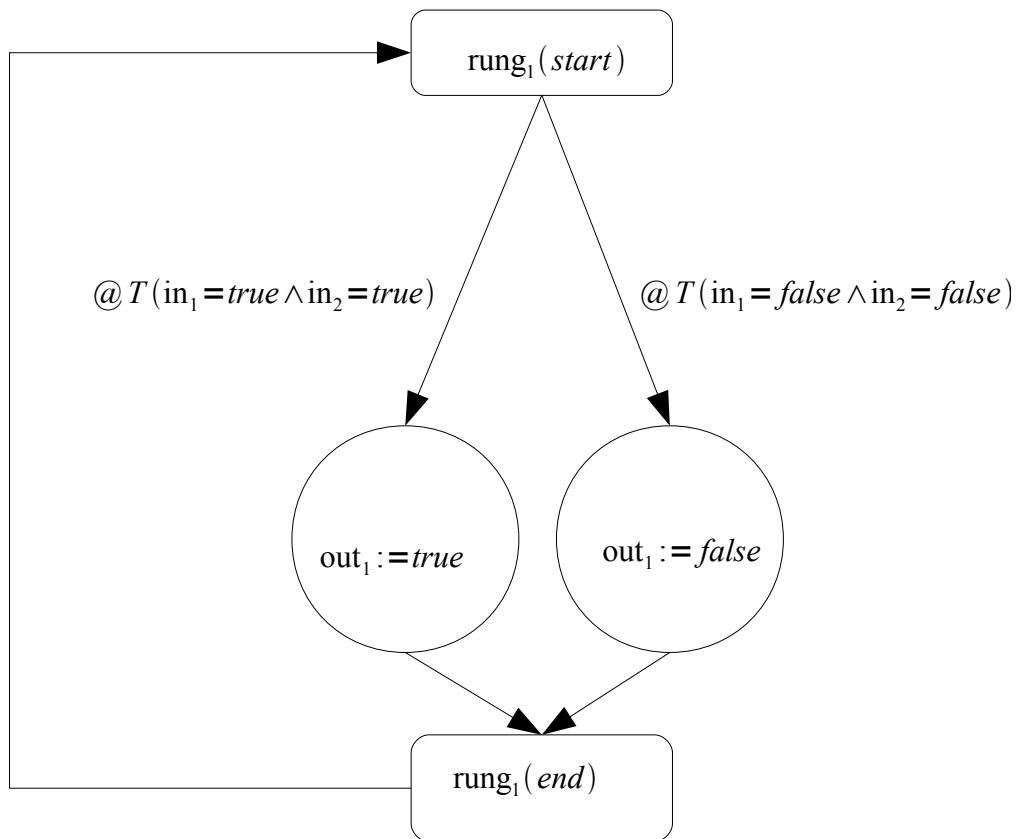 rung₁(start)
@T(in₁=true∧in₂=true)
@T(in₁=false∧in₂=false)
out₁:=true
out₁:=false
rung₁(end)